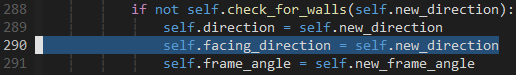 288 if not self.check_for_walls(self.new_direction):
289 self.direction = self.new_direction
290 self.facing_direction = self.new_direction
291 self.frame_angle = self.new_frame_angle